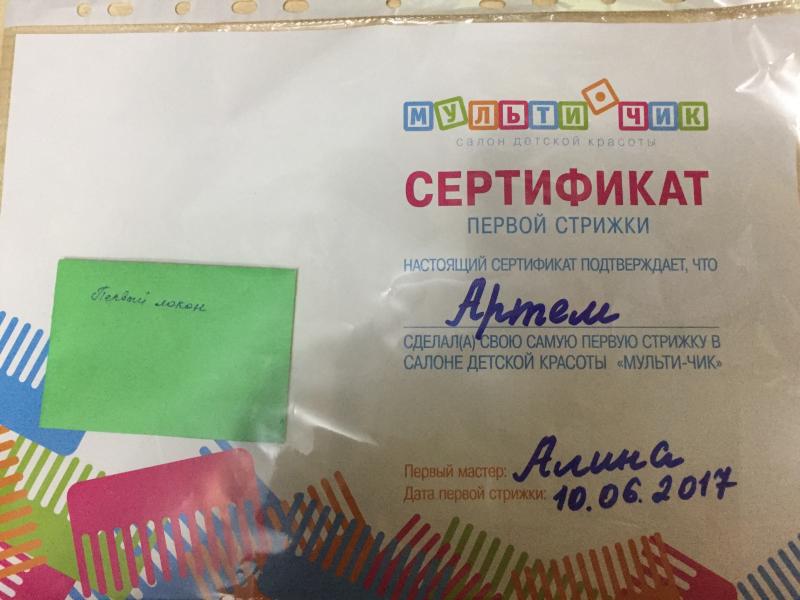 МУЛЬТИ ЧИК
салон детской красоты
СЕРТИФИКАТ
ПЕРВОЙ СТРИЖКИ
НАСТОЯЩИЙ СЕРТИФИКАТ ПОДТВЕРЖДАЕТ, ЧТО
Артем
СДЕЛАЛ(А) СВОЮ САМУЮ ПЕРВУЮ СТРИЖКУ В
САЛОНЕ ДЕТСКОЙ КРАСОТЫ «МУЛЬТИ-ЧИК»
Первый локон
Первый мастер: Алина
Дата первой стрижки: 10.06.2017